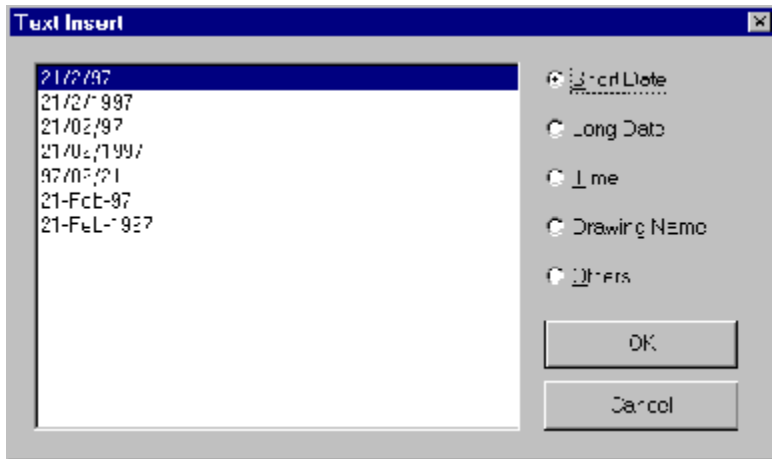 Text Insert
21/2/97
21/2/1997
21/02/97
21/02/1997
97/02/21
21-Feb-97
21-Feb-1997
Short Date
Long Date
Time
Drawing Name
Others
OK
Cancel